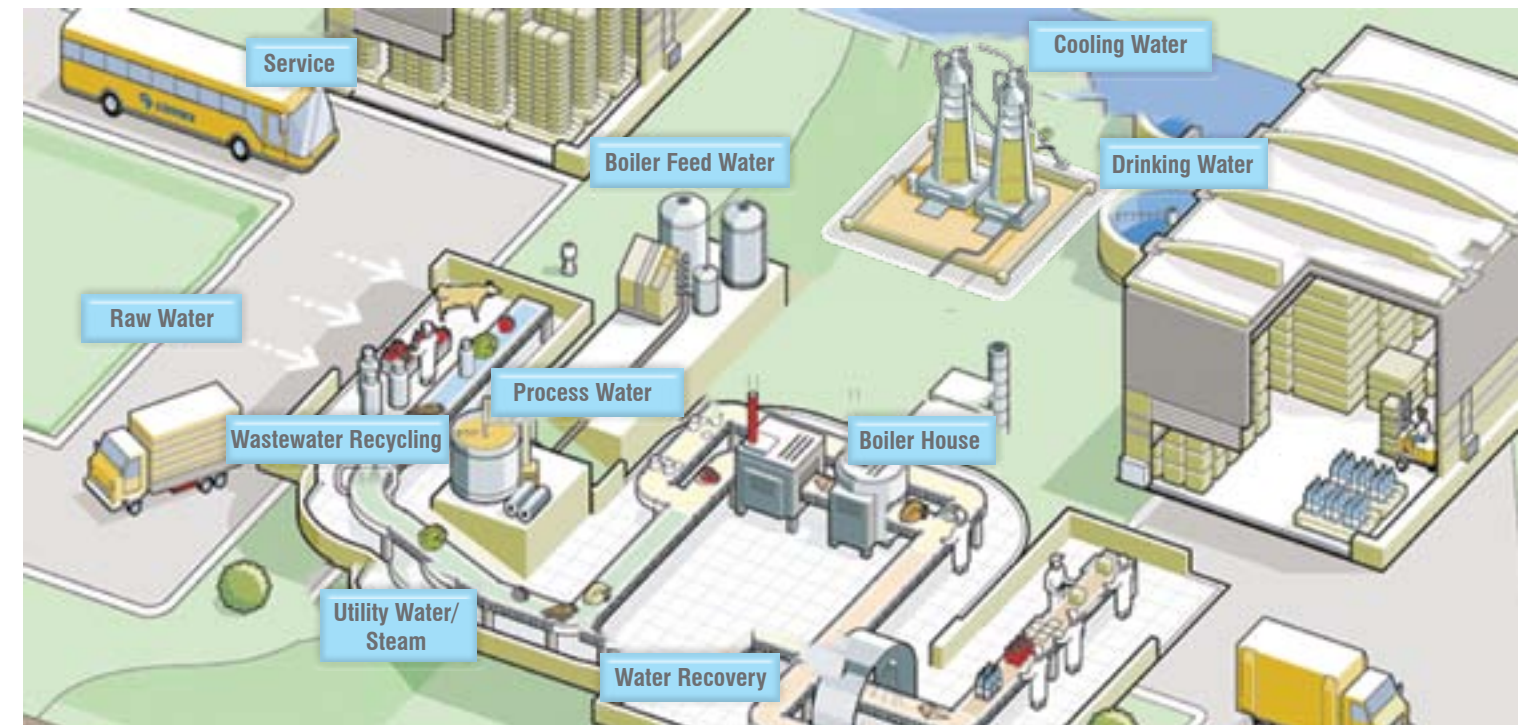 Service
Cooling Water
Boiler Feed Water
Drinking Water
Raw Water
Process Water
Wastewater Recycling
Boiler House
Utility Water/
Steam
Water Recovery